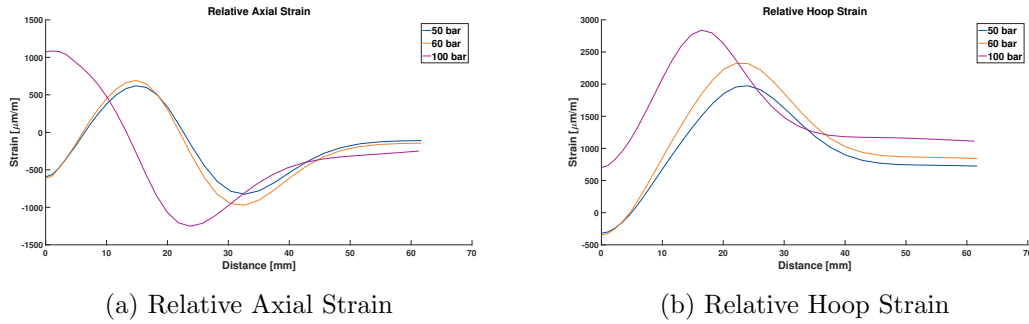 Relative Axial Strain
1500
1000
500
0
-500
-1000
-1500
Strain [μm/m]
0 10 20 30 40 50 60 70
Distance [mm]
50 bar
60 bar
100 bar
(a) Relative Axial Strain
Relative Hoop Strain
3000
2500
2000
1500
1000
500
0
-500
Strain [μm/m]
0 10 20 30 40 50 60 70
Distance [mm]
50 bar
60 bar
100 bar
(b) Relative Hoop Strain